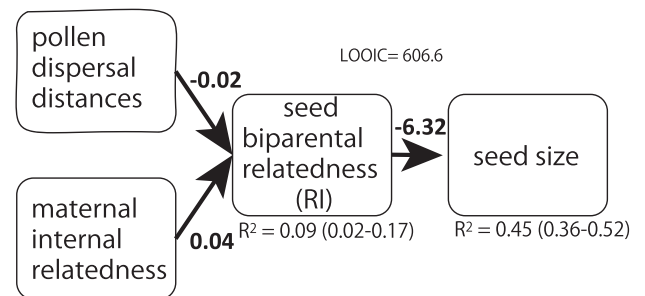 pollen
dispersal
distances
-0.02
LOOIC= 606.6
seed
biparental
relatedness
(RI)
-6.32
seed size
maternal
internal
relatedness
0.04
R² = 0.09 (0.02-0.17)
R² = 0.45 (0.36-0.52)